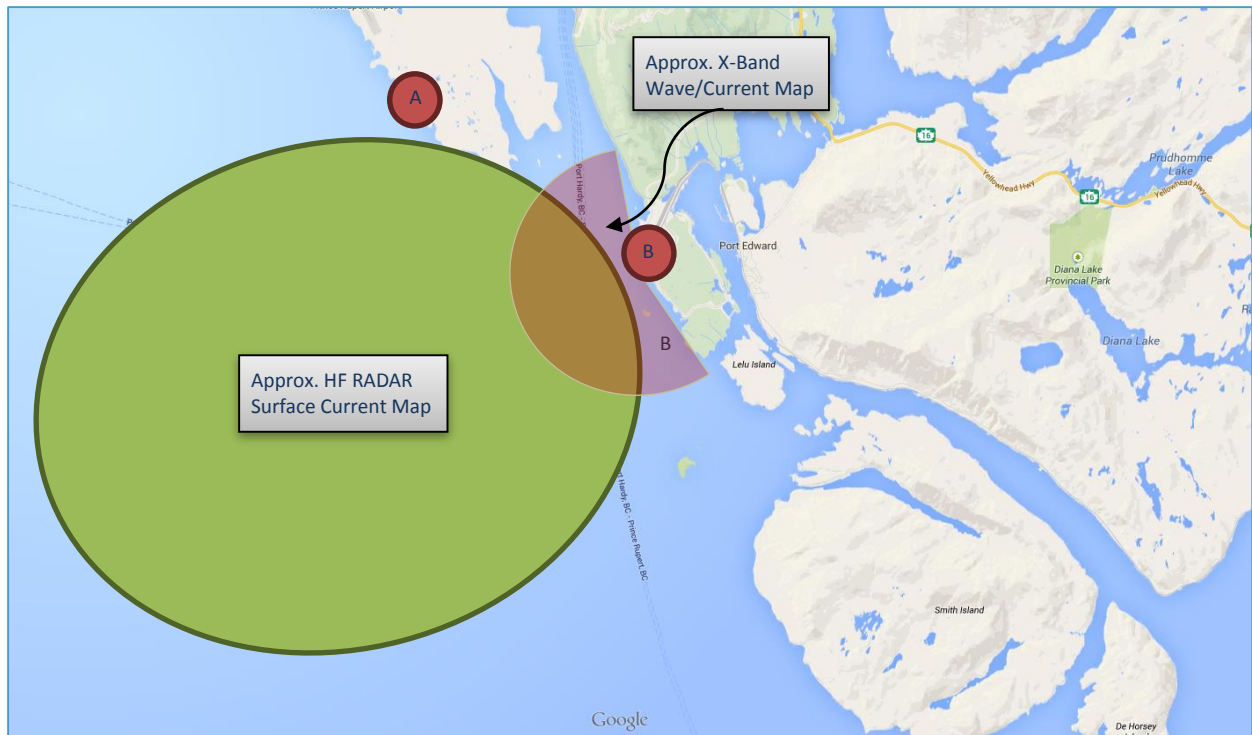 A
Approx. X-Band
Wave/Current Map
16
Prudhomme
Lake
Yellowhead Hwy
16
Yellowhead Hwy
Port Hardy, BC -
B
Port Edward
Diana Lake
Provincial Park
Diana Lake
B
Lelu Island
Approx. HF RADAR
Surface Current Map
Hardy, BC - Prince Rupert, BC
Smith Island
Google
De Horsey